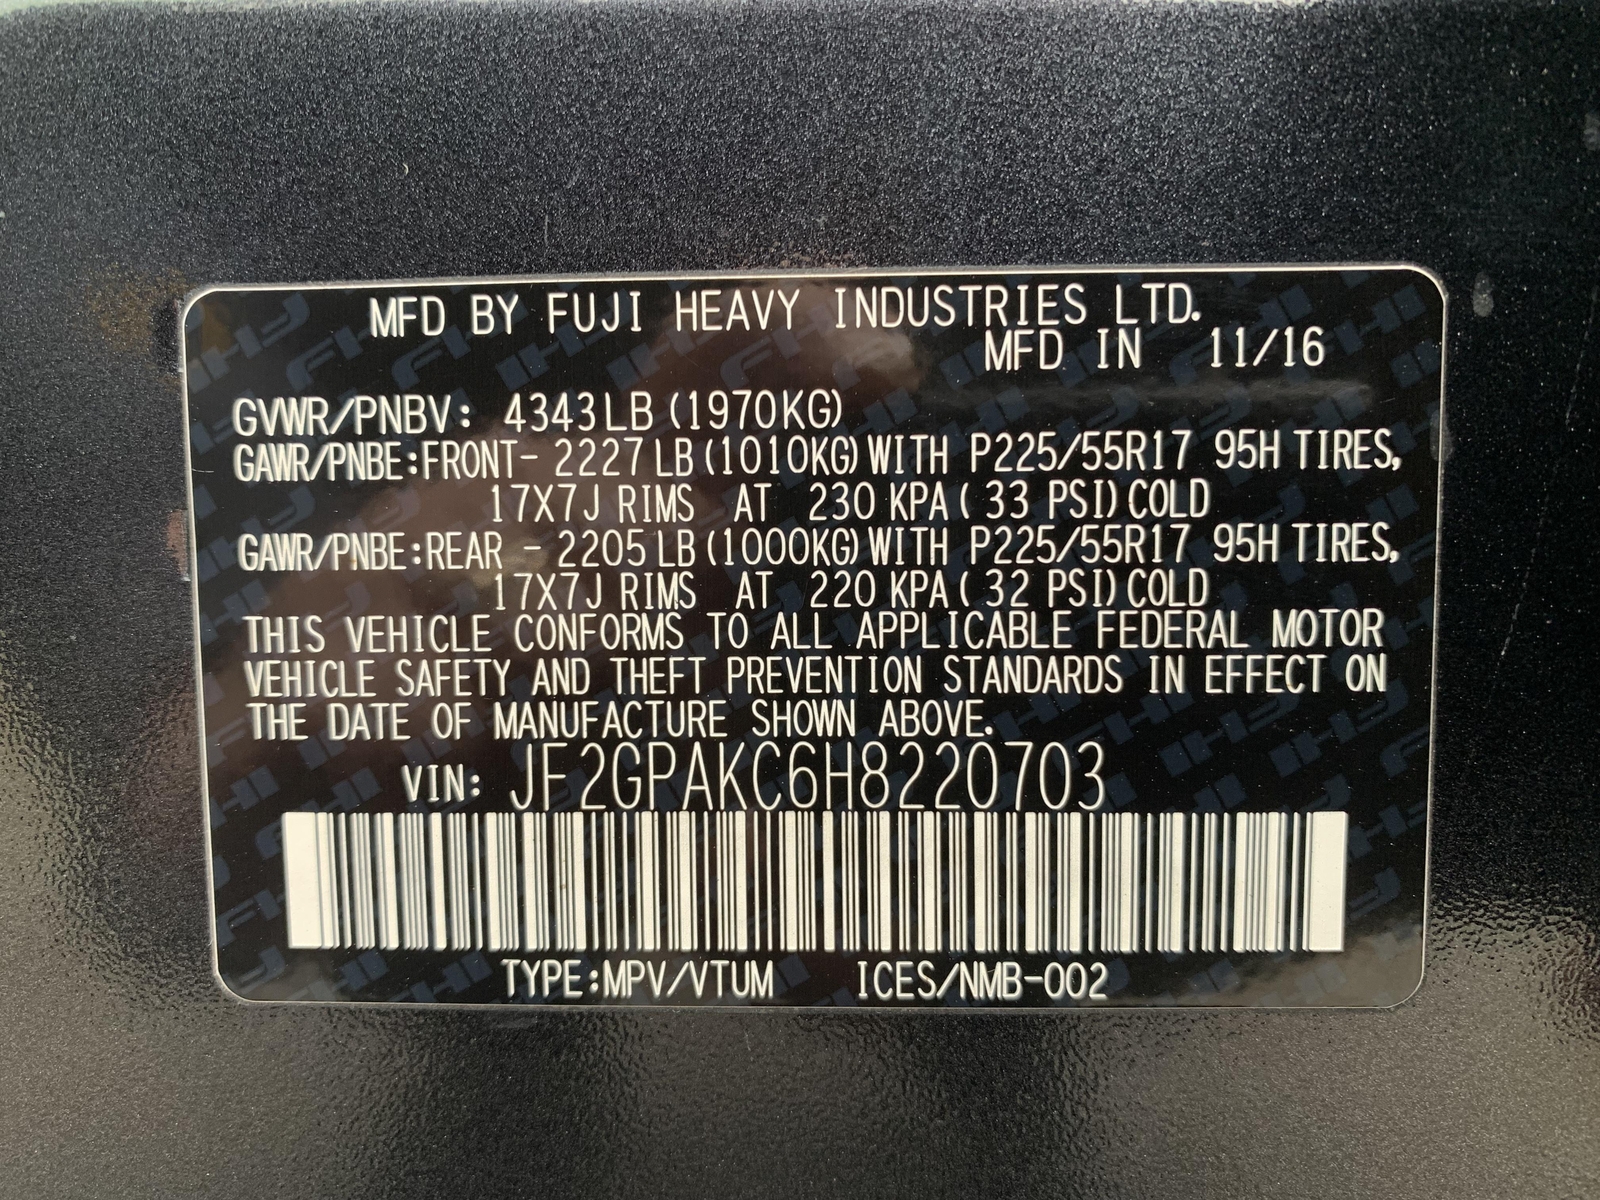 MFD BY FUJI HEAVY INDUSTRIES LTD.
MFD IN 11/16
GVWR/PNBV: 4343LB (1970KG)
GAWR/PNBE:FRONT- 2227 LB (1010KG) WITH P225/55R17 95H TIRES,
17X7J RIMS AT 230 KPA ( 33 PSI) COLD
GAWR/PNBE:REAR - 2205 LB (1000KG) WITH P225/55R17 95H TIRES,
17X7J RIMS AT 220 KPA ( 32 PSI) COLD
THIS VEHICLE CONFORMS TO ALL APPLICABLE FEDERAL MOTOR
VEHICLE SAFETY AND THEFT PREVENTION STANDARDS IN EFFECT ON
THE DATE OF MANUFACTURE SHOWN ABOVE.
VIN: JF2GPAKC6H8220703
TYPE:MPV/VTUM ICES/NMB-002